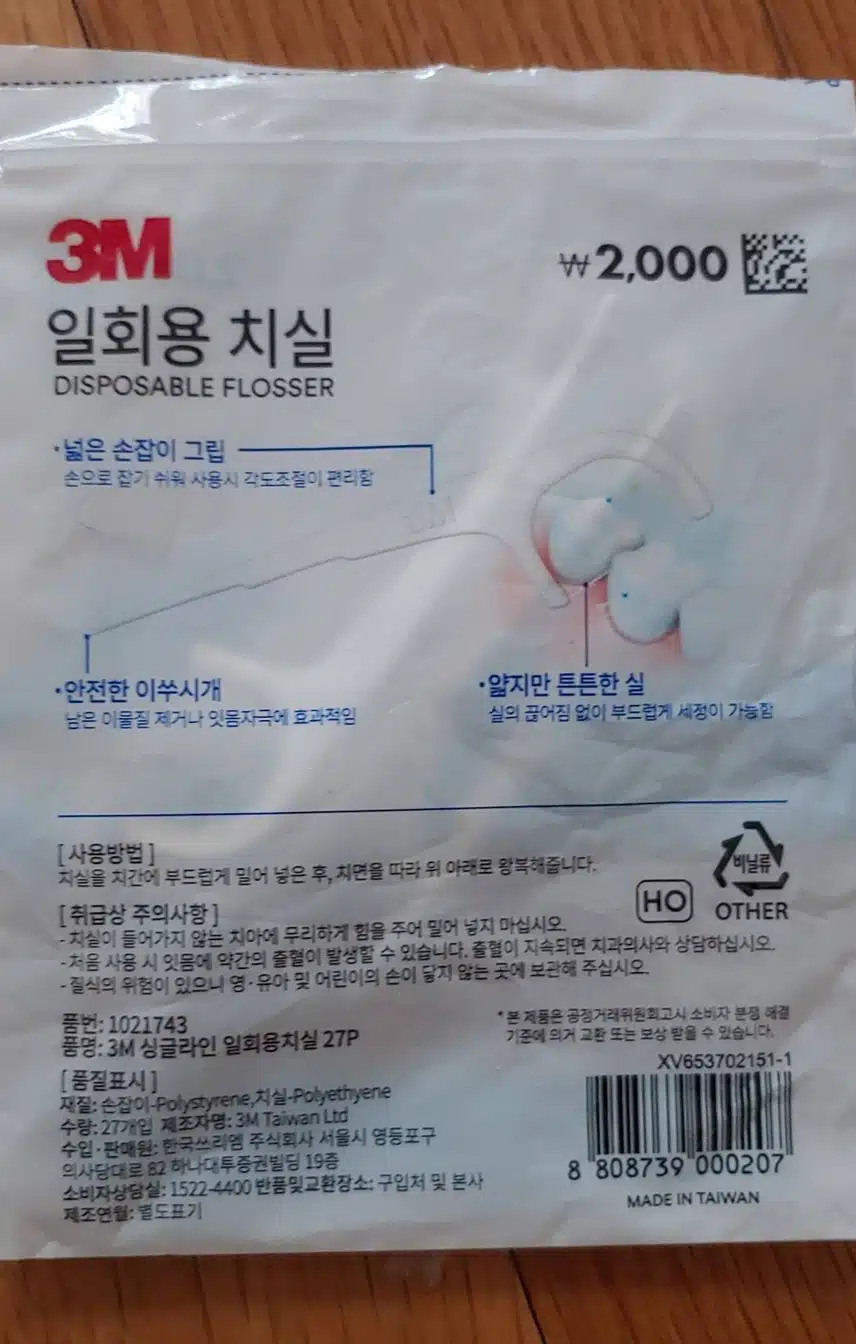 3M
₩2,000
일회용 치실
DISPOSABLE FLOSSER
·넓은 손잡이 그립
손으로 잡기 쉬워 사용시 각도조절이 편리함
3M
·안전한 이쑤시개
남은 이물질 제거나 잇몸자극에 효과적임
·얇지만 튼튼한 실
실의 끊어짐 없이 부드럽게 세정이 가능함
[사용방법]
치실을 치간에 부드럽게 밀어 넣은 후, 치면을 따라 위 아래로 왕복해줍니다.
[취급상 주의사항]
- 치실이 들어가지 않는 치아에 무리하게 힘을 주어 밀어 넣지 마십시오.
- 처음 사용 시 잇몸에 약간의 출혈이 발생할 수 있습니다. 출혈이 지속되면 치과의사와 상담하십시오.
- 질식의 위험이 있으니 영·유아 및 어린이의 손이 닿지 않는 곳에 보관해 주십시오.
HO
비닐류
OTHER
품번: 1021743
품명: 3M 싱글라인 일회용치실 27P
[품질표시]
재질: 손잡이-Polystyrene,치실-Polyethyene
수량: 27개입 제조자명: 3M Taiwan Ltd
수입·판매원: 한국쓰리엠 주식회사 서울시 영등포구
의사당대로 82 하나대투증권빌딩 19층
소비자상담실: 1522-4400 반품및교환장소: 구입처 및 본사
제조연월: 별도표기
*본 제품은 공정거래위원회고시 소비자 분쟁 해결
기준에 의거 교환 또는 보상 받을 수 있습니다.
XV653702151-1
8 808739 000207
MADE IN TAIWAN